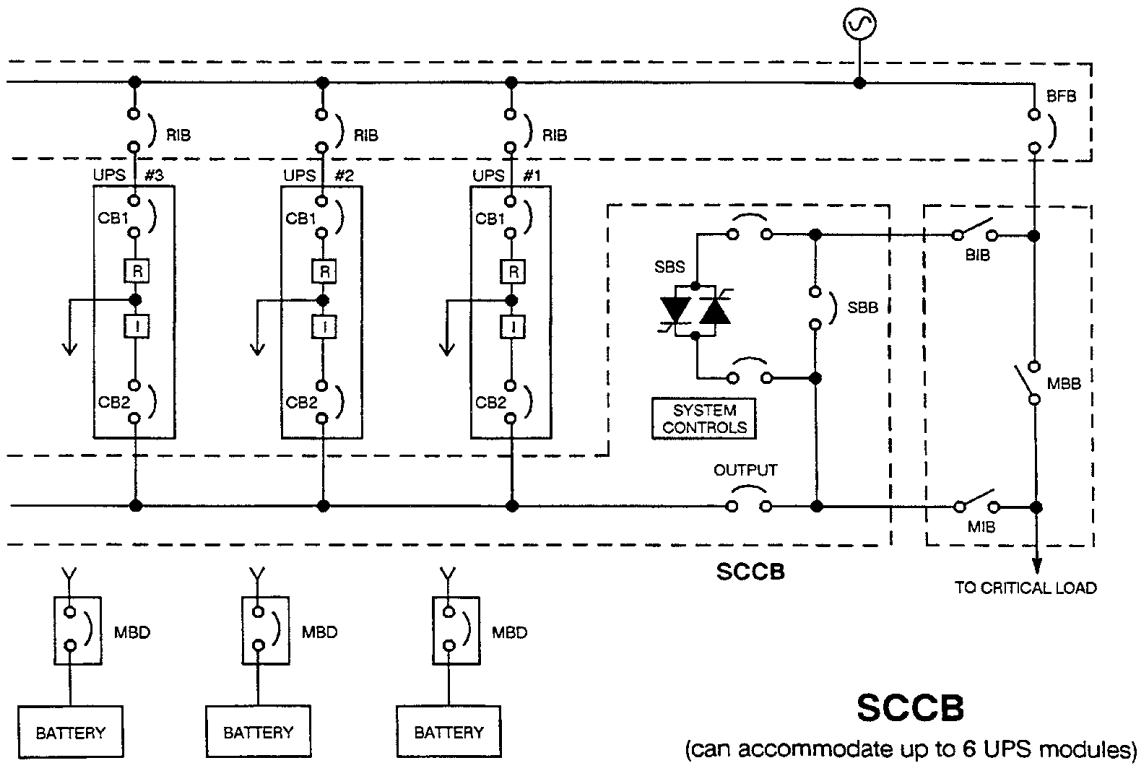 BFB
RIB
RIB
RIB
UPS #3
UPS #2
UPS #1
CB1
CB1
CB1
BIB
SBS
R
R
R
SBB
I
I
I
MBB
CB2
CB2
CB2
SYSTEM
CONTROLS
OUTPUT
MIB
SCCB
TO CRITICAL LOAD
MBD
MBD
MBD
BATTERY
BATTERY
BATTERY
SCCB
(can accommodate up to 6 UPS modules)